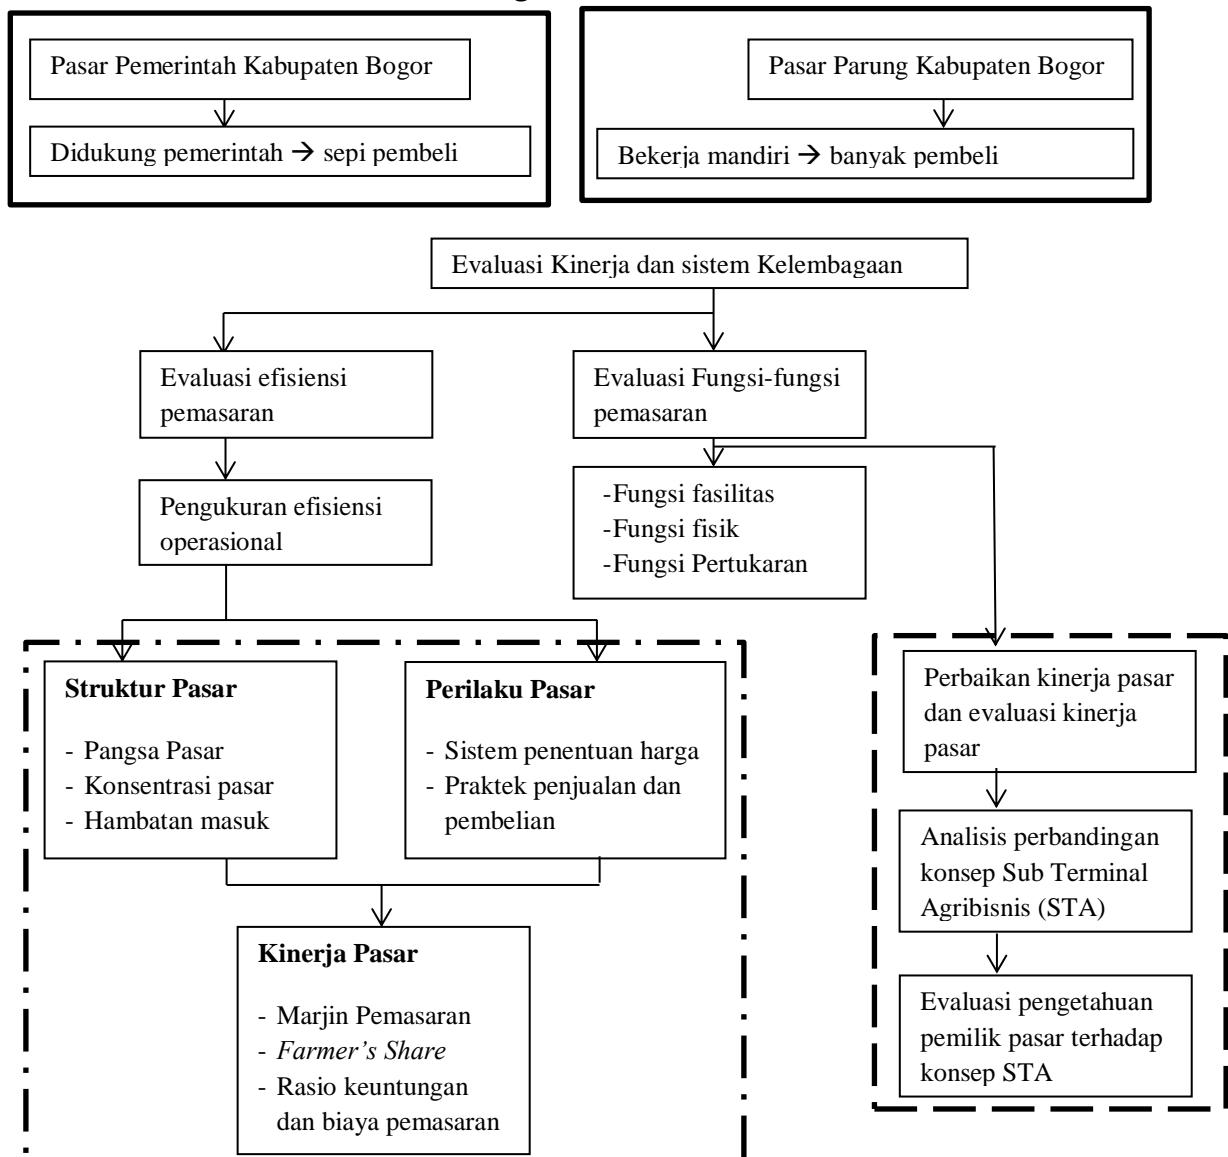 Pasar Pemerintah Kabupaten Bogor
Didukung pemerintah → sepi pembeli
Pasar Parung Kabupaten Bogor
Bekerja mandiri → banyak pembeli
Evaluasi Kinerja dan sistem Kelembagaan
Evaluasi efisiensi
pemasaran
Evaluasi Fungsi-fungsi
pemasaran
Pengukuran efisiensi
operasional
-Fungsi fasilitas
-Fungsi fisik
-Fungsi Pertukaran
Struktur Pasar
- Pangsa Pasar
- Konsentrasi pasar
- Hambatan masuk
Perilaku Pasar
- Sistem penentuan harga
- Praktek penjualan dan
pembelian
Kinerja Pasar
- Marjin Pemasaran
- Farmer’s Share
- Rasio keuntungan
dan biaya pemasaran
Perbaikan kinerja pasar
dan evaluasi kinerja
pasar
Analisis perbandingan
konsep Sub Terminal
Agribisnis (STA)
Evaluasi pengetahuan
pemilik pasar terhadap
konsep STA